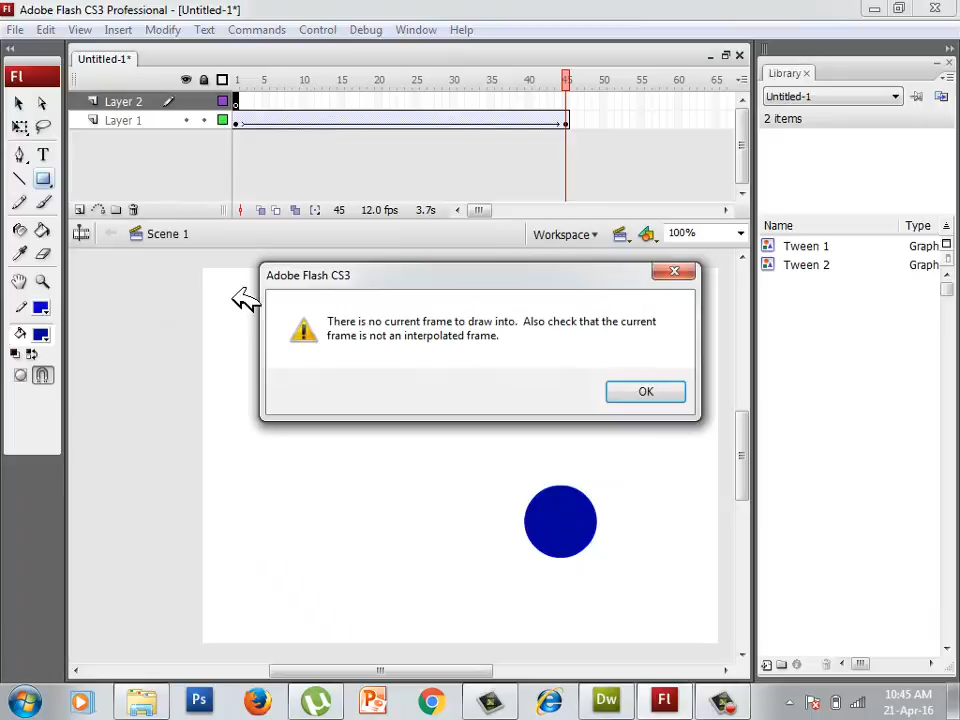 Fl Adobe Flash CS3 Professional - [Untitled-1*]
File Edit View Insert Modify Text Commands Control Debug Window Help
Untitled-1*
Fl
1 5 10 15 20 25 30 35 40 45 50 55 60 65
Layer 2
Layer 1
45 12.0 fps 3.7s
Scene 1
Workspace
100%
Library
Untitled-1
2 items
Name Type
Tween 1 Graph
Tween 2 Graph
Adobe Flash CS3
There is no current frame to draw into. Also check that the current
frame is not an interpolated frame.
OK
Ps
Dw
Fl
10:45 AM
21-Apr-16